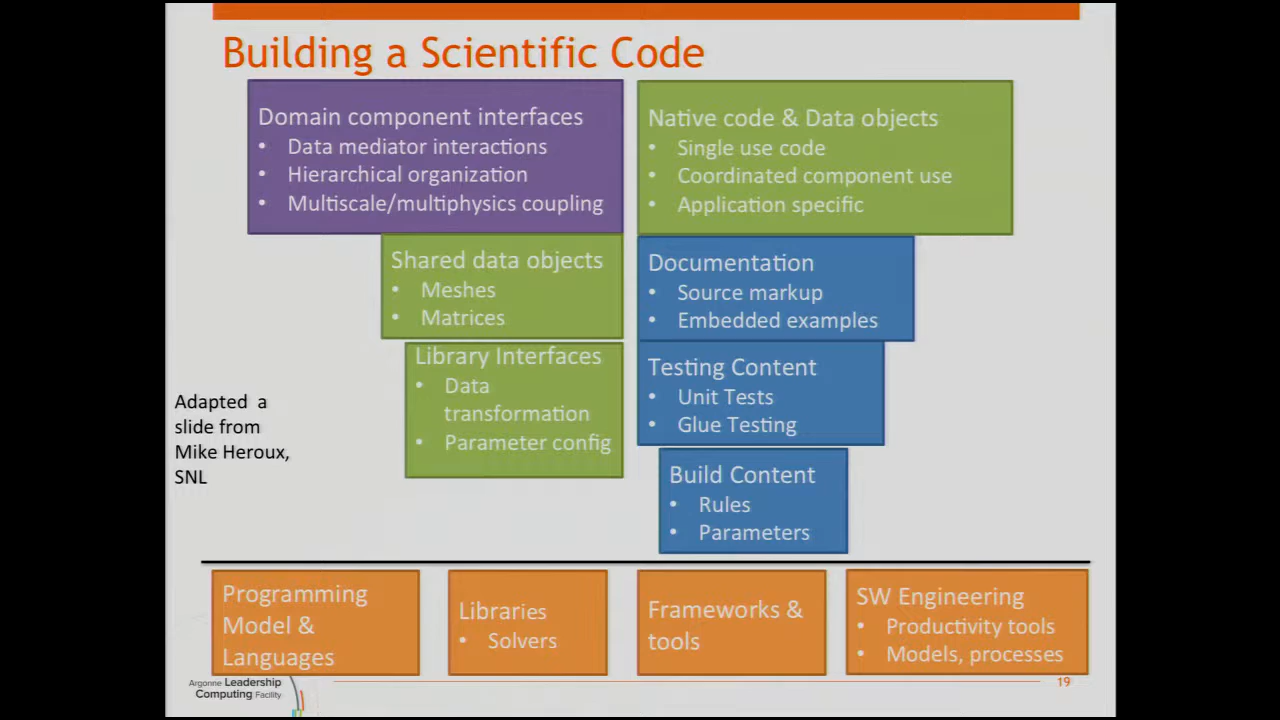 Building a Scientific Code
Domain component interfaces
• Data mediator interactions
• Hierarchical organization
• Multiscale/multiphysics coupling
Native code & Data objects
• Single use code
• Coordinated component use
• Application specific
Shared data objects
• Meshes
• Matrices
Documentation
• Source markup
• Embedded examples
Library Interfaces
• Data
transformation
• Parameter config
Testing Content
• Unit Tests
• Glue Testing
Adapted a
slide from
Mike Heroux,
SNL
Build Content
• Rules
• Parameters
Programming
Model &
Languages
Libraries
• Solvers
Frameworks &
tools
SW Engineering
• Productivity tools
• Models, processes
Argonne Leadership
Computing Facility
19